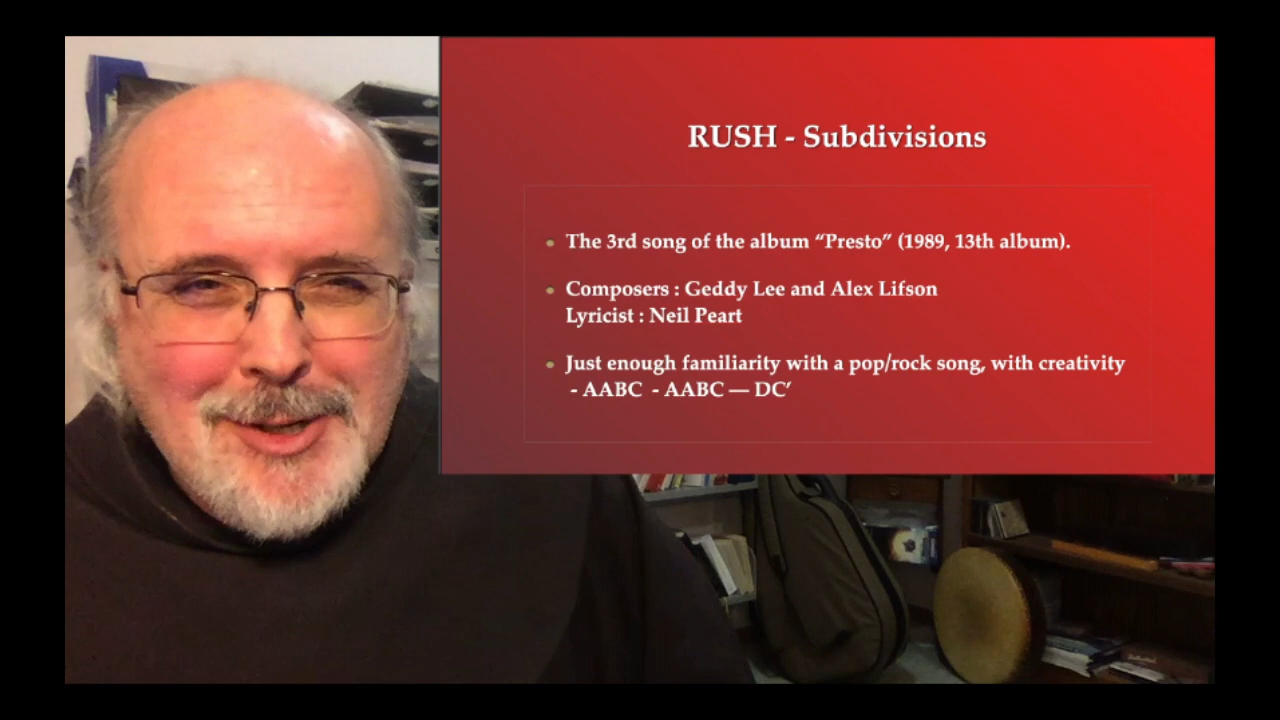 RUSH - Subdivisions
• The 3rd song of the album “Presto” (1989, 13th album).
• Composers : Geddy Lee and Alex Lifson
Lyricist : Neil Peart
• Just enough familiarity with a pop/rock song, with creativity
- AABC - AABC — DC’